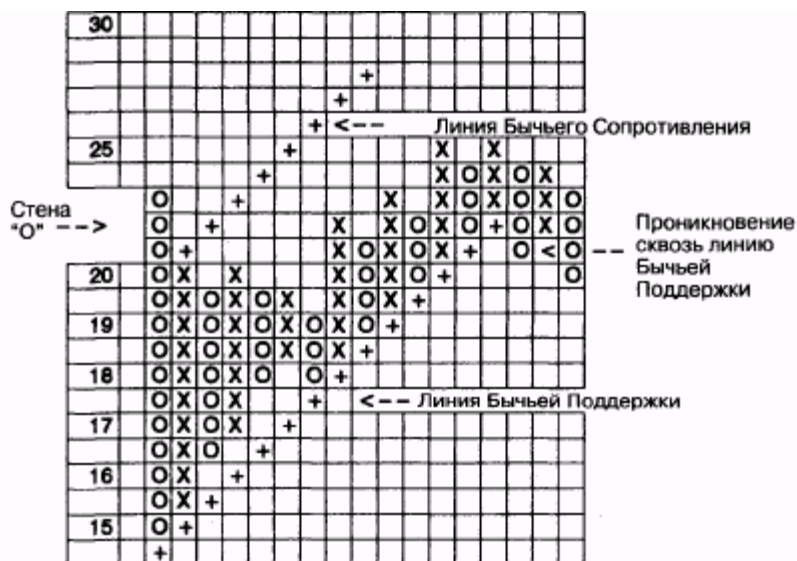 30
+
+
+ <-- Линия Бычьего Сопротивления
25 + X X
+ X O X O X
O + X X O X O X O
Стена
"О" -->
O + X X O X O + O X O
O + X O X O X + O < O --
Проникновение
сквозь линию
Бычьей
Поддержки
20 O X X X O X O + O
O X O X O X X O X +
19 O X O X O X O X O +
O X O X O X O X +
18 O X O X O O +
O X O X + <-- Линия Бычьей Поддержки
17 O X O X +
O X O +
16 O X +
O X +
15 O +
+